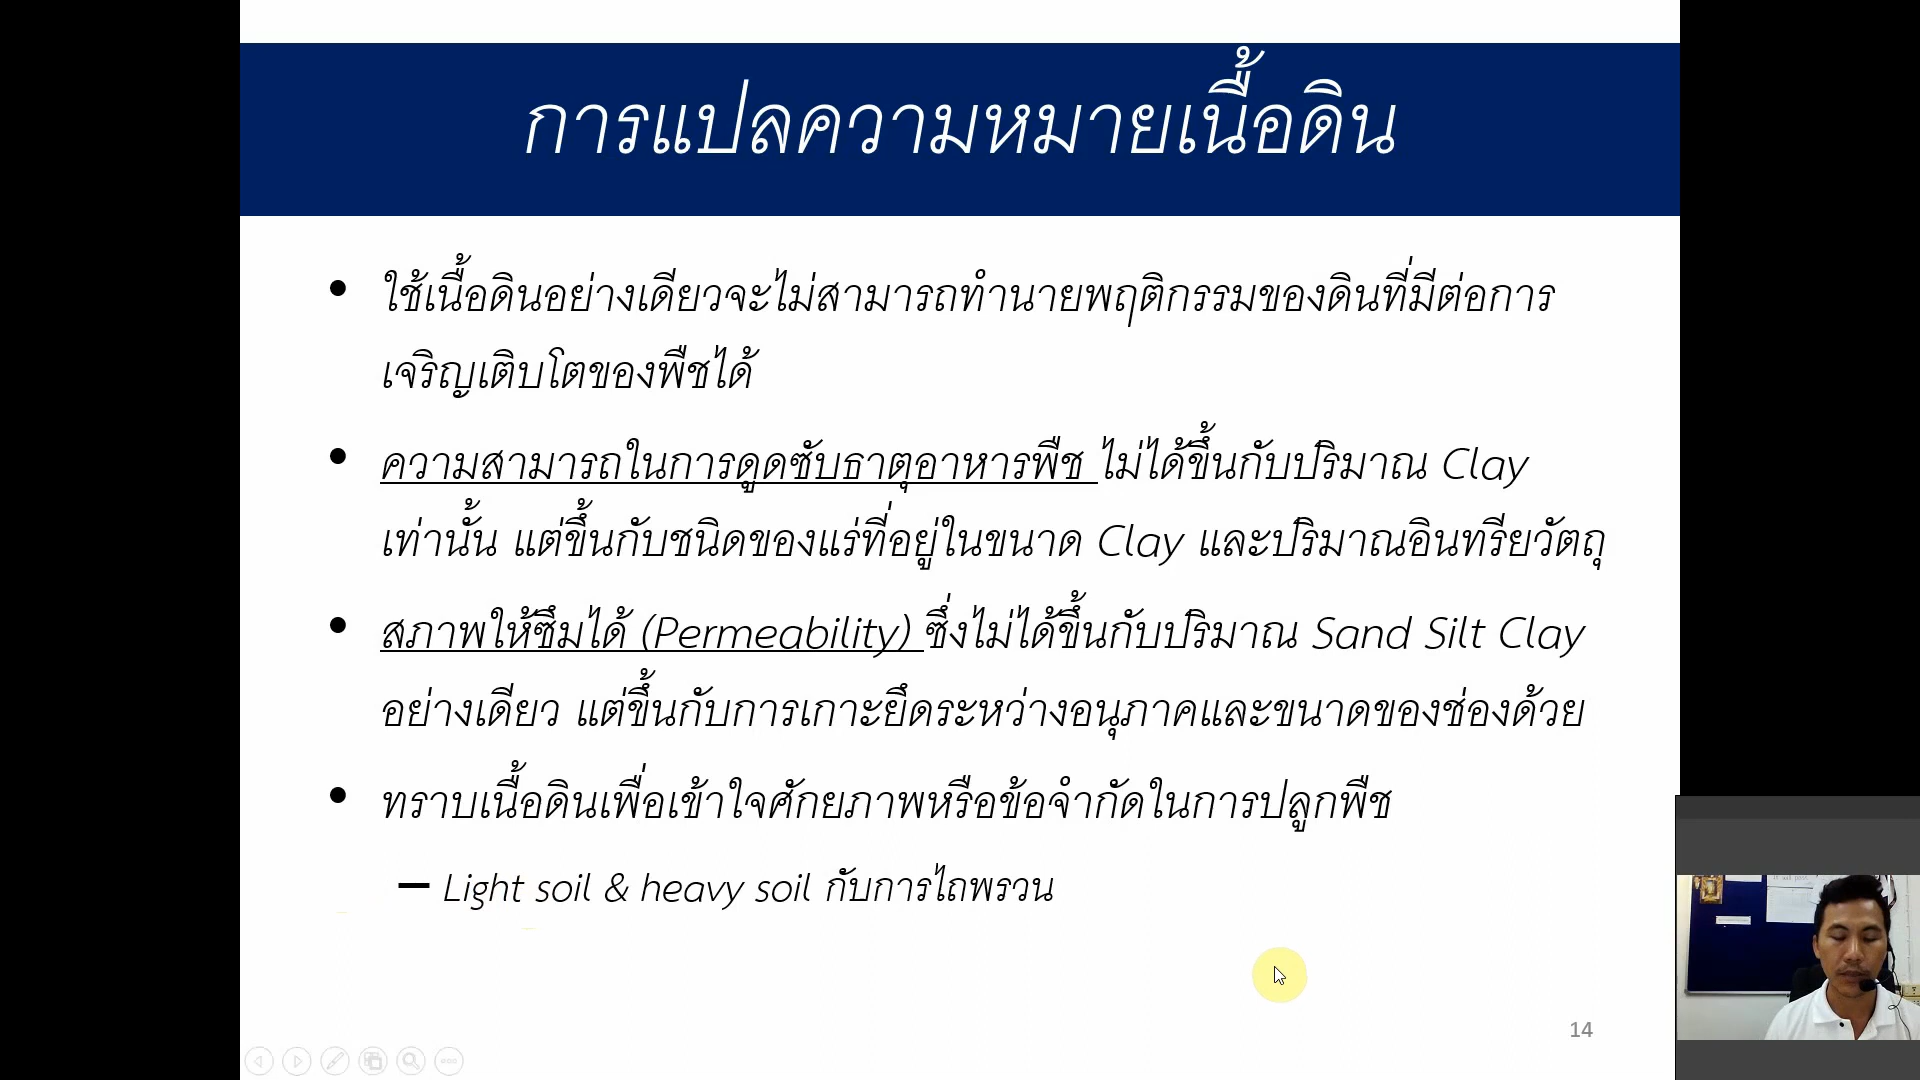 การแปลความหมายเนื้อดิน
• ใช้เนื้อดินอย่างเดียวจะไม่สามารถทำนายพฤติกรรมของดินที่มีต่อการ
เจริญเติบโตของพืชได้
• ความสามารถในการดูดซับธาตุอาหารพืช ไม่ได้ขึ้นกับปริมาณ Clay
เท่านั้น แต่ขึ้นกับชนิดของแร่ที่อยู่ในขนาด Clay และปริมาณอินทรียวัตถุ
• สภาพให้ซึมได้ (Permeability) ซึ่งไม่ได้ขึ้นกับปริมาณ Sand Silt Clay
อย่างเดียว แต่ขึ้นกับการเกาะยึดระหว่างอนุภาคและขนาดของช่องด้วย
• ทราบเนื้อดินเพื่อเข้าใจศักยภาพหรือข้อจำกัดในการปลูกพืช
– Light soil & heavy soil กับการไถพรวน
14